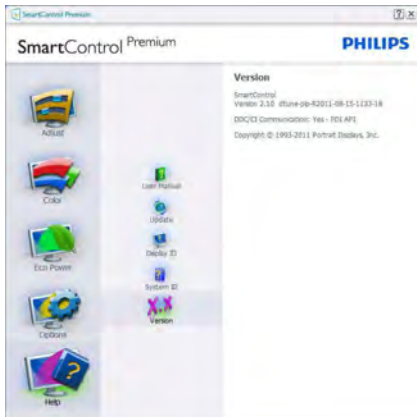 SmartControl Premium
SmartControl Premium
PHILIPS
Version
SmartControl
DDC/CI Communication: Yes - FD1 API
Copyright © 1993-2011 Portrait Displays, Inc.
Adjust
Color
Eco Power
Options
Help
User Manual
Update
Display ID
System ID
X.X
Version